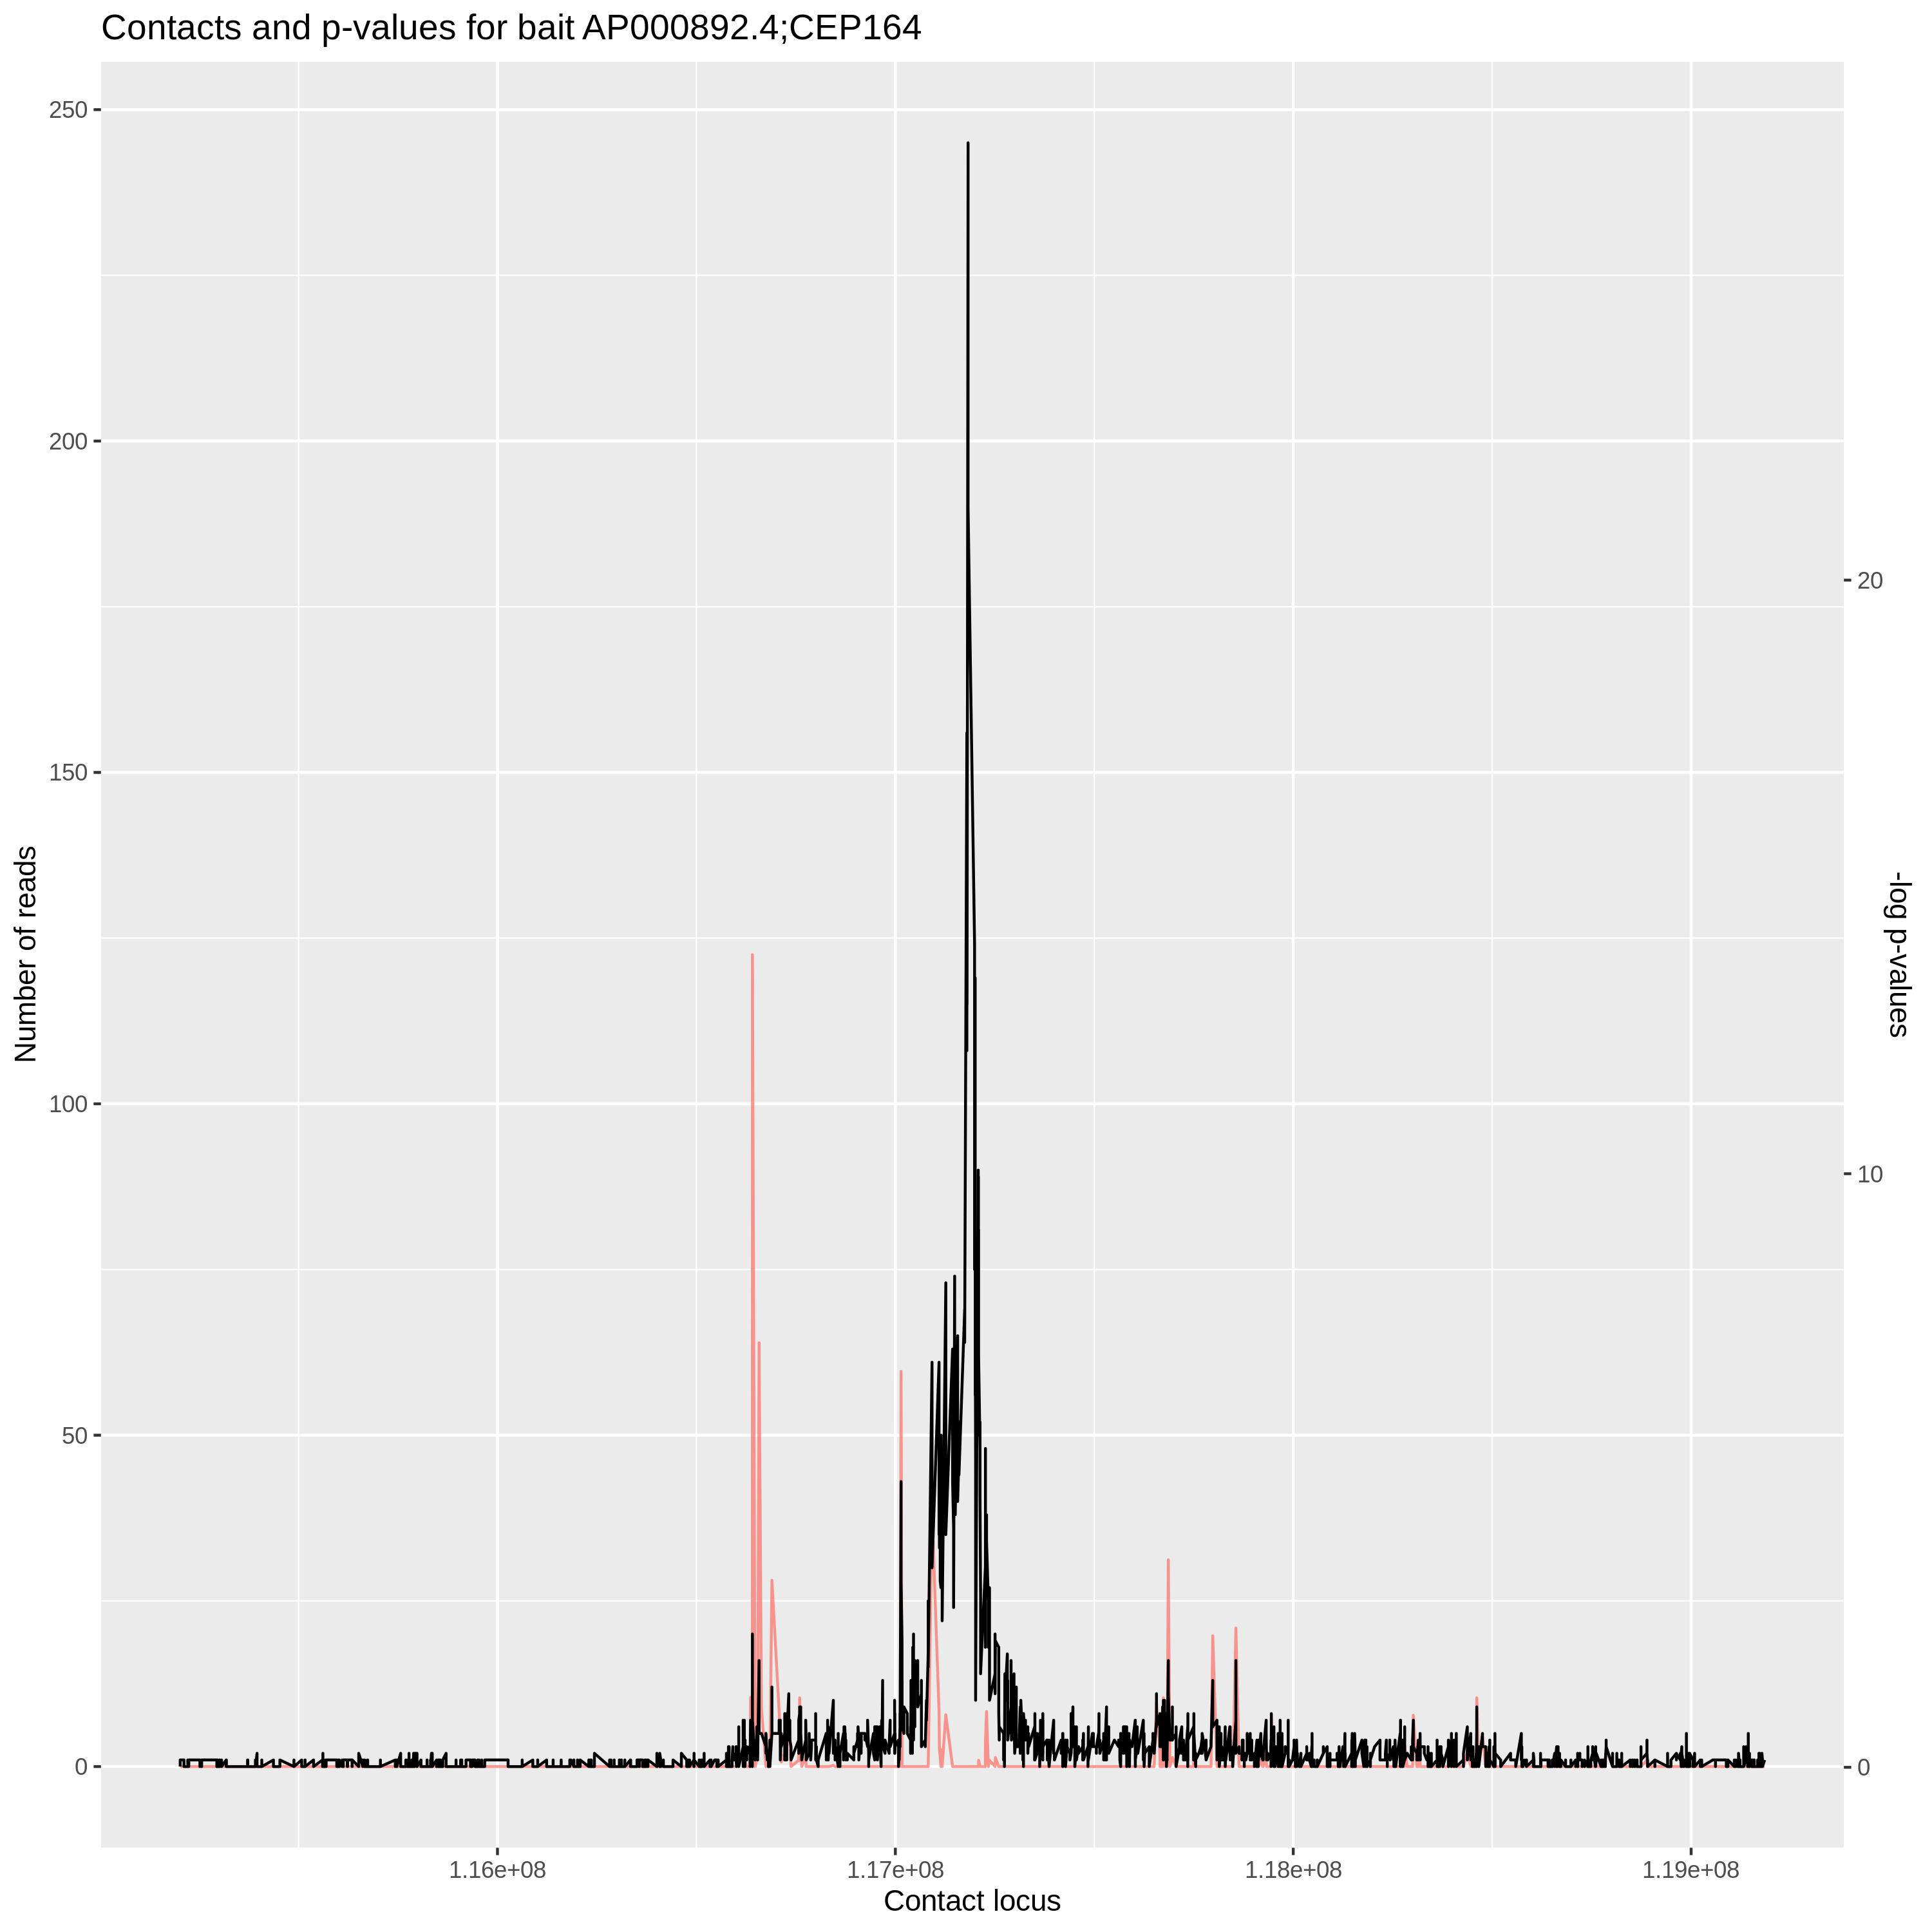 Contacts and p-values for bait AP000892.4;CEP164
250
200
150
100
50
0
Number of reads
20
10
0
-log p-values
1.16e+08
1.17e+08
1.18e+08
1.19e+08
Contact locus